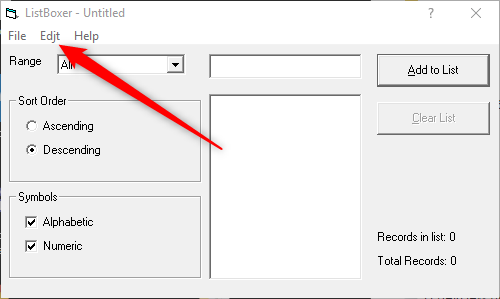 ListBoxer - Untitled
File Edjt Help
Range All
Add to List
Sort Order
Ascending
Descending
Clear List
Symbols
Alphabetic
Numeric
Records in list: 0
Total Records: 0